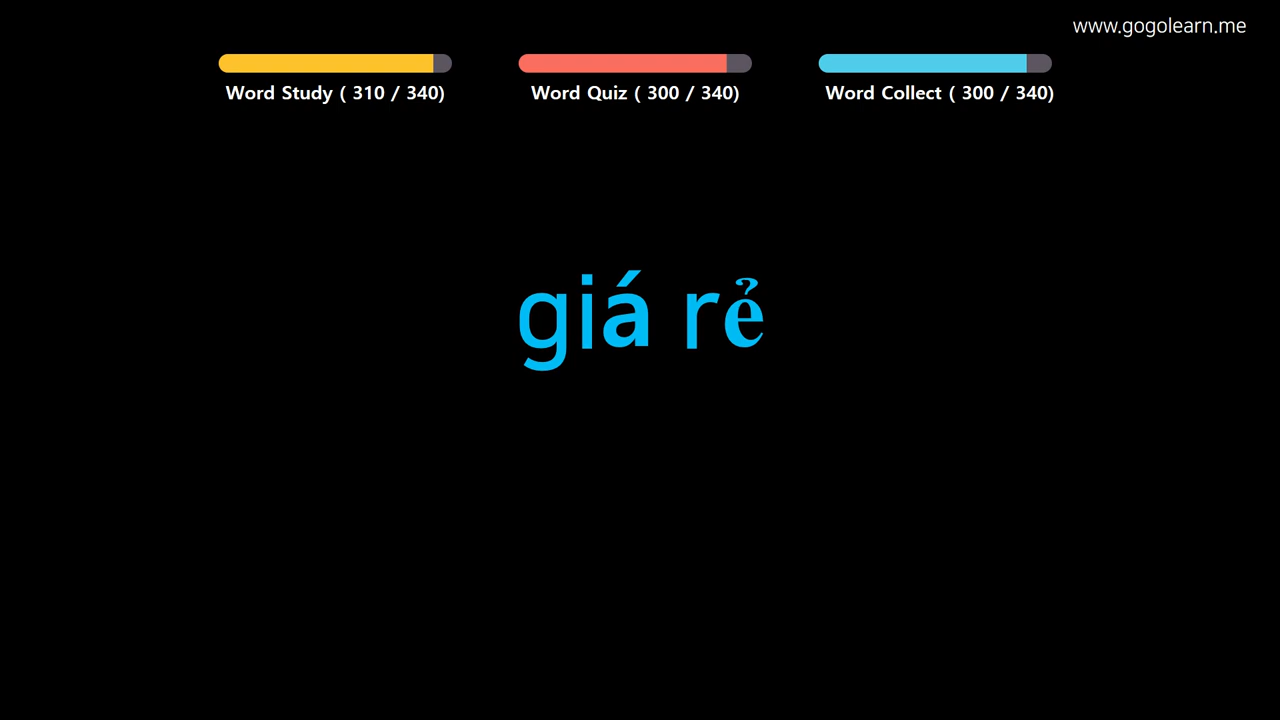 www.gogolearn.me
Word Study ( 310 / 340)
Word Quiz ( 300 / 340)
Word Collect ( 300 / 340)
giá rẻ